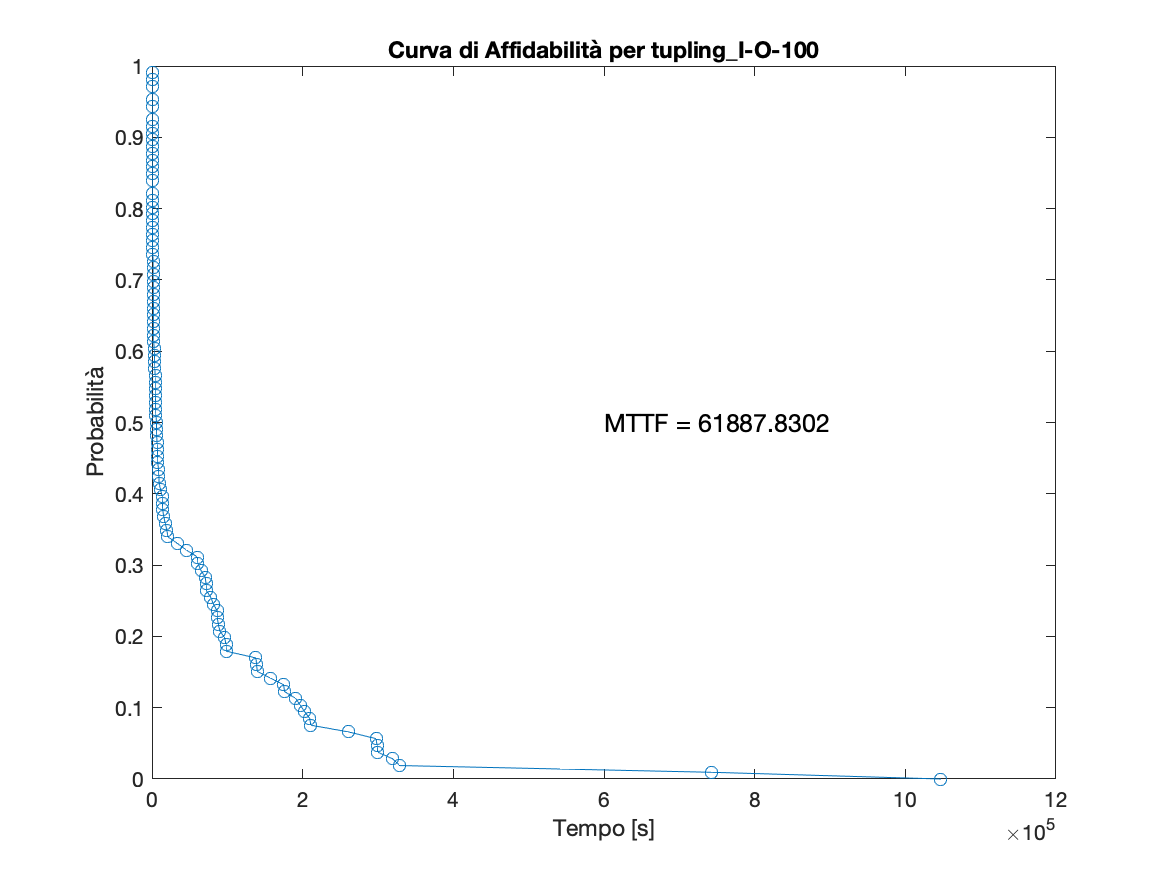 Curva di Affidabilità per tupling_I-O-100
1
0.9
0.8
0.7
0.6
0.5
0.4
0.3
0.2
0.1
0
Probabilità
MTTF = 61887.8302
0 2 4 6 8 10 12
Tempo [s]
×10^5